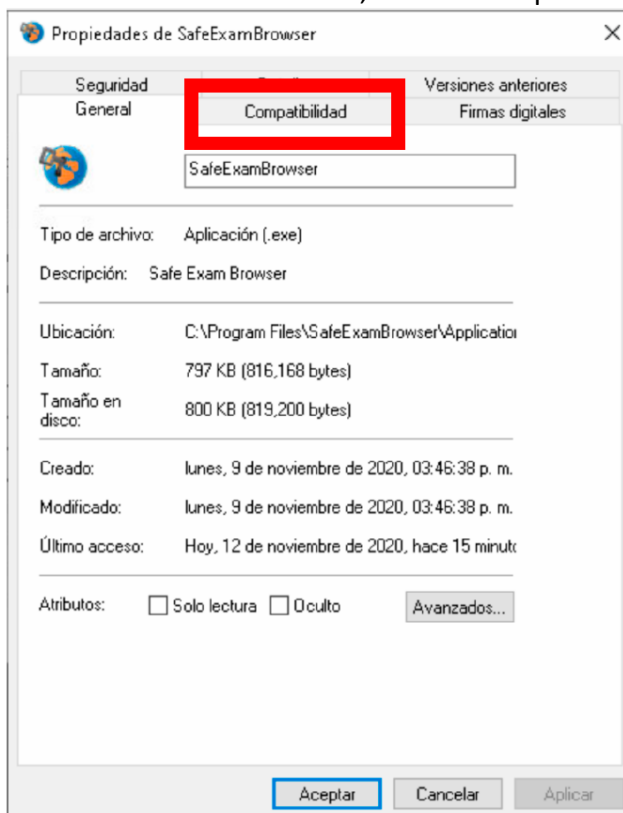 Propiedades de SafeExamBrowser
Seguridad Versiones anteriores
General Compatibilidad Firmas digitales
SafeExamBrowser
Tipo de archivo: Aplicación (.exe)
Descripción: Safe Exam Browser
Ubicación: C:\Program Files\SafeExamBrowser\Application
Tamaño: 797 KB (816,168 bytes)
Tamaño en disco: 800 KB (819,200 bytes)
Creado: lunes, 9 de noviembre de 2020, 03:46:38 p. m.
Modificado: lunes, 9 de noviembre de 2020, 03:46:38 p. m.
Último acceso: Hoy, 12 de noviembre de 2020, hace 15 minuto
Atributos: Solo lectura Oculto Avanzados...
Aceptar Cancelar Aplicar